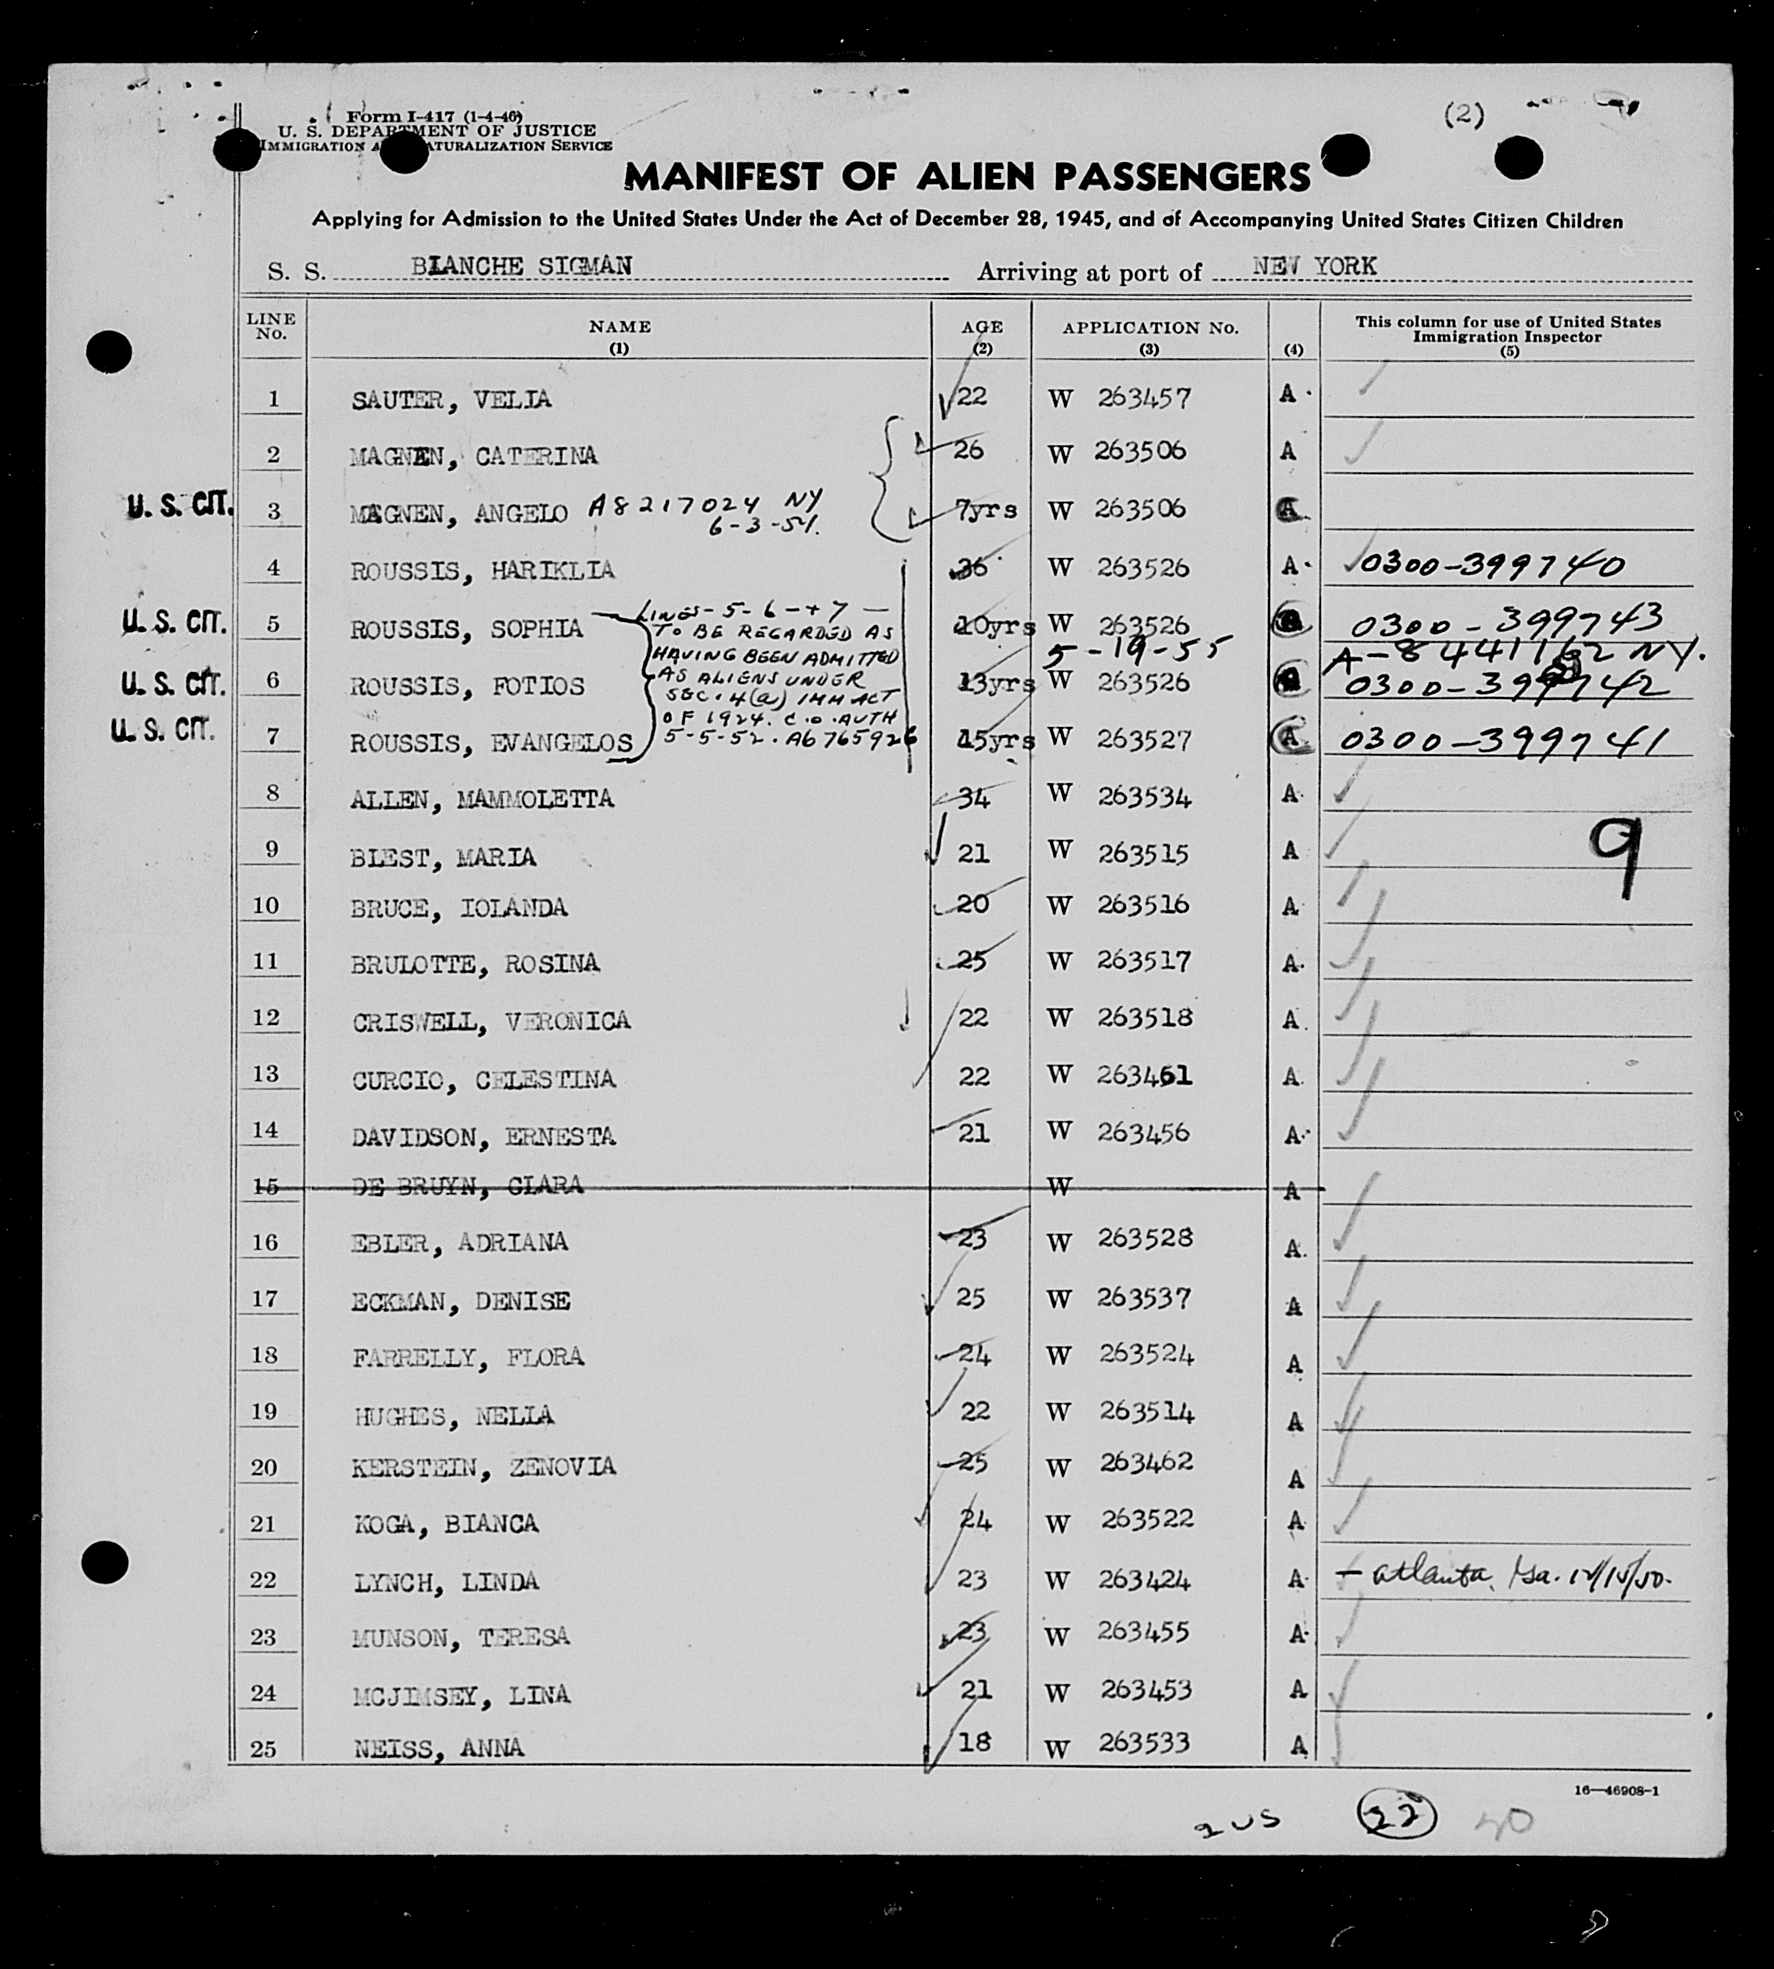 (2)
Form I-417 (1-4-46)
U. S. DEPARTMENT OF JUSTICE
IMMIGRATION NATURALIZATION SERVICE
MANIFEST OF ALIEN PASSENGERS
Applying for Admission to the United States Under the Act of December 28, 1945, and of Accompanying United States Citizen Children
S. S. BLANCHE SIGMAN Arriving at port of NEW YORK
LINE No. NAME (1) AGE (2) APPLICATION No. (3) (4) This column for use of United States Immigration Inspector (5)
1 SAUTER, VELIA 22 W 263457 A
2 MAGNEN, CATERINA 26 W 263506 A
U. S. CIT. 3 MAGNEN, ANGELO A8217024 NY 6-3-54. 7yrs W 263506 A
4 ROUSSIS, HARIKLIA 36 W 263526 A 0300-399740
U. S. CIT. 5 ROUSSIS, SOPHIA 10yrs W 263526 0300-399743
5-19-55 A-8441162 NY.
U. S. CIT. 6 ROUSSIS, FOTIOS 13yrs W 263526 0300-399742
U. S. CIT. 7 ROUSSIS, EVANGELOS 15yrs W 263527 A 0300-399741
LINES-5-6-+7-
TO BE REGARDED AS
HAVING BEEN ADMITTED
AS ALIENS UNDER
SEC. 4(a) IMM ACT
OF 1924. C.O. AUTH
5-5-52. A6765926
8 ALLEN, MAMMOLETTA 34 W 263534 A
9 BLEST, MARIA 21 W 263515 A
9
10 BRUCE, IOLANDA 20 W 263516 A
11 BRULOTTE, ROSINA 25 W 263517 A
12 CRISWELL, VERONICA 22 W 263518 A
13 CURCIO, CELESTINA 22 W 263461 A
14 DAVIDSON, ERNESTA 21 W 263456 A
15 DE BRUYN, CLARA W A
16 EBLER, ADRIANA 23 W 263528 A
17 ECKMAN, DENISE 25 W 263537 A
18 FARRELLY, FLORA 24 W 263524 A
19 HUGHES, NELLA 22 W 263514 A
20 KERSTEIN, ZENOVIA 25 W 263462 A
21 KOGA, BIANCA 24 W 263522 A
22 LYNCH, LINDA 23 W 263424 A - Atlanta, Ga. 12/15/50.
23 MUNSON, TERESA 23 W 263455 A
24 MCJIMSEY, LINA 21 W 263453 A
25 NEISS, ANNA 18 W 263533 A
16—46908-1
2 US 22